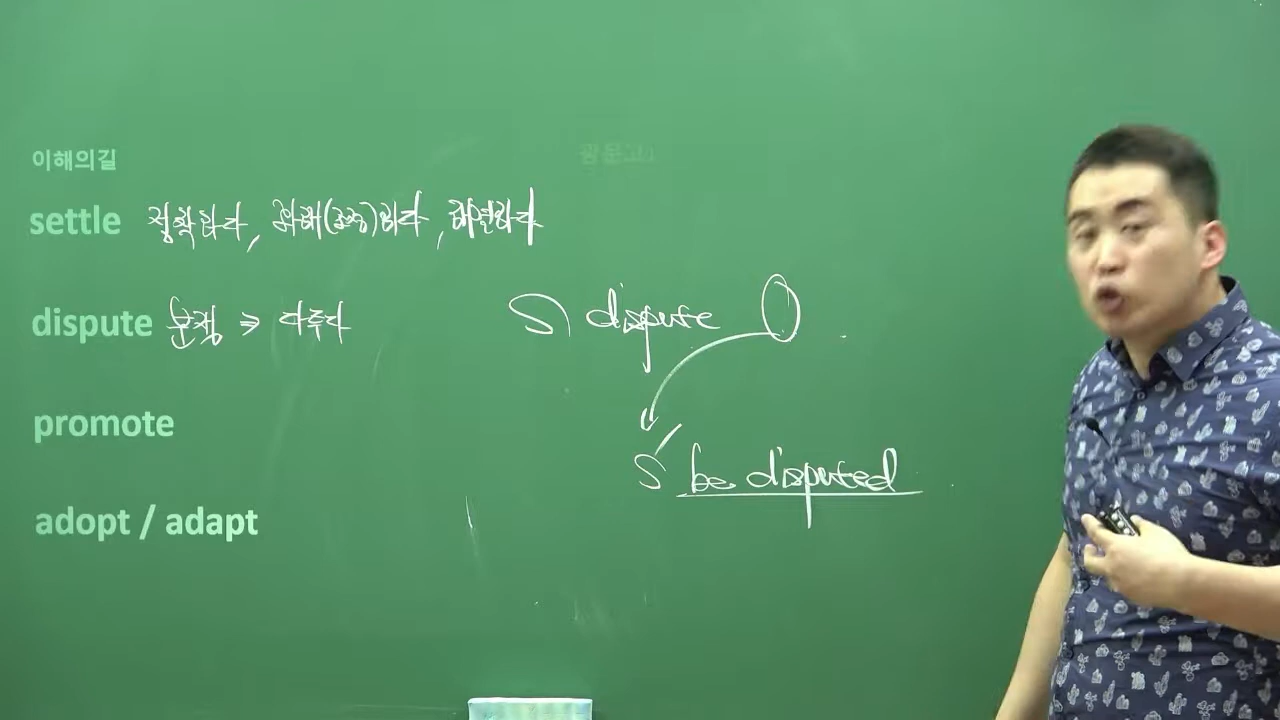 이해의길
settle 정착하다, 화해(조정)하다, 해결하다
dispute 분쟁 ⇒ 다투다
S dispute O.
S' be disputed
promote
adopt / adapt